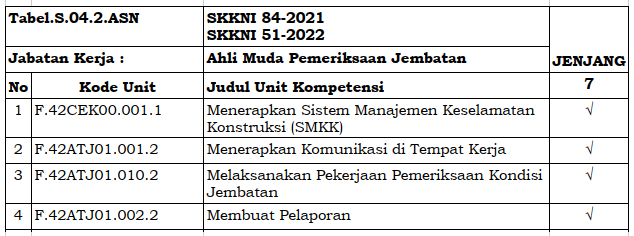 Tabel.S.04.2.ASN SKKNI 84-2021
SKKNI 51-2022
Jabatan Kerja : Ahli Muda Pemeriksaan Jembatan JENJANG
No Kode Unit Judul Unit Kompetensi 7
1 F.42CEK00.001.1 Menerapkan Sistem Manajemen Keselamatan
Konstruksi (SMKK) √
2 F.42ATJ01.001.2 Menerapkan Komunikasi di Tempat Kerja √
3 F.42ATJ01.010.2 Melaksanakan Pekerjaan Pemeriksaan Kondisi
Jembatan √
4 F.42ATJ01.002.2 Membuat Pelaporan √